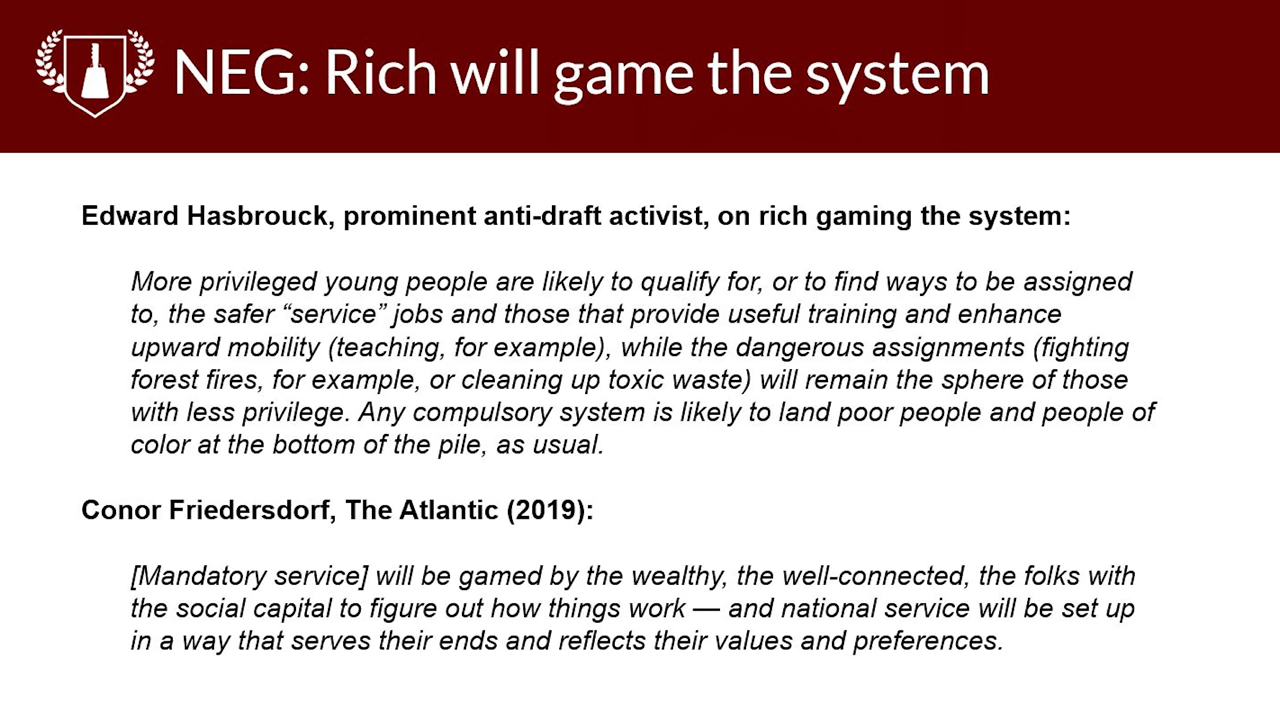 NEG: Rich will game the system
Edward Hasbrouck, prominent anti-draft activist, on rich gaming the system:
More privileged young people are likely to qualify for, or to find ways to be assigned
to, the safer “service” jobs and those that provide useful training and enhance
upward mobility (teaching, for example), while the dangerous assignments (fighting
forest fires, for example, or cleaning up toxic waste) will remain the sphere of those
with less privilege. Any compulsory system is likely to land poor people and people of
color at the bottom of the pile, as usual.
Conor Friedersdorf, The Atlantic (2019):
[Mandatory service] will be gamed by the wealthy, the well-connected, the folks with
the social capital to figure out how things work — and national service will be set up
in a way that serves their ends and reflects their values and preferences.